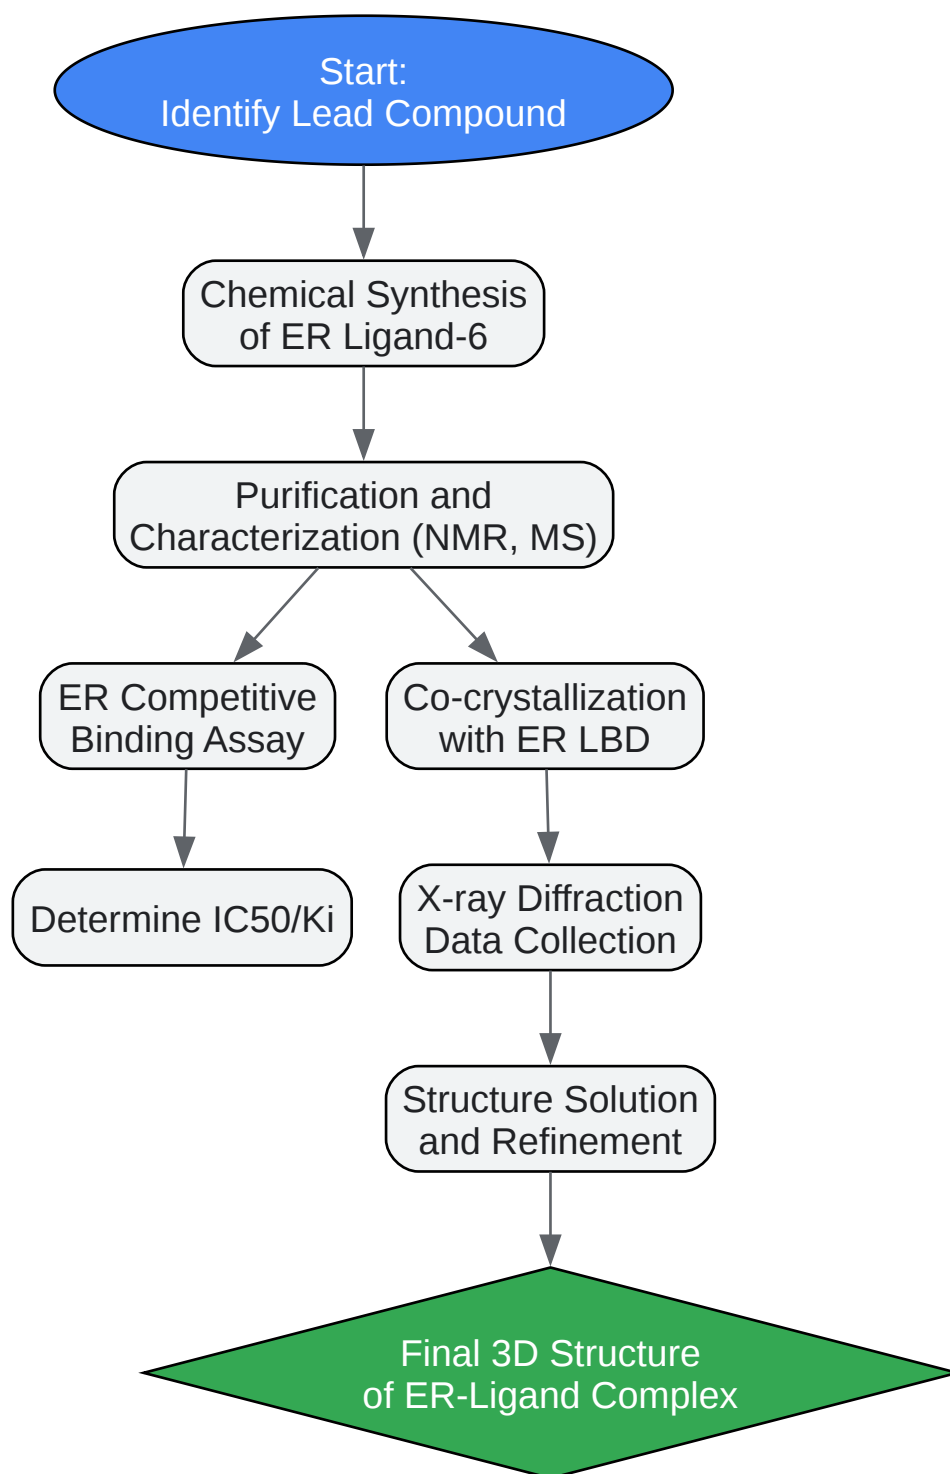 Start:
Identify Lead Compound
Chemical Synthesis
of ER Ligand-6
Purification and
Characterization (NMR, MS)
ER Competitive
Binding Assay
Co-crystallization
with ER LBD
Determine IC50/Ki
X-ray Diffraction
Data Collection
Structure Solution
and Refinement
Final 3D Structure
of ER-Ligand Complex